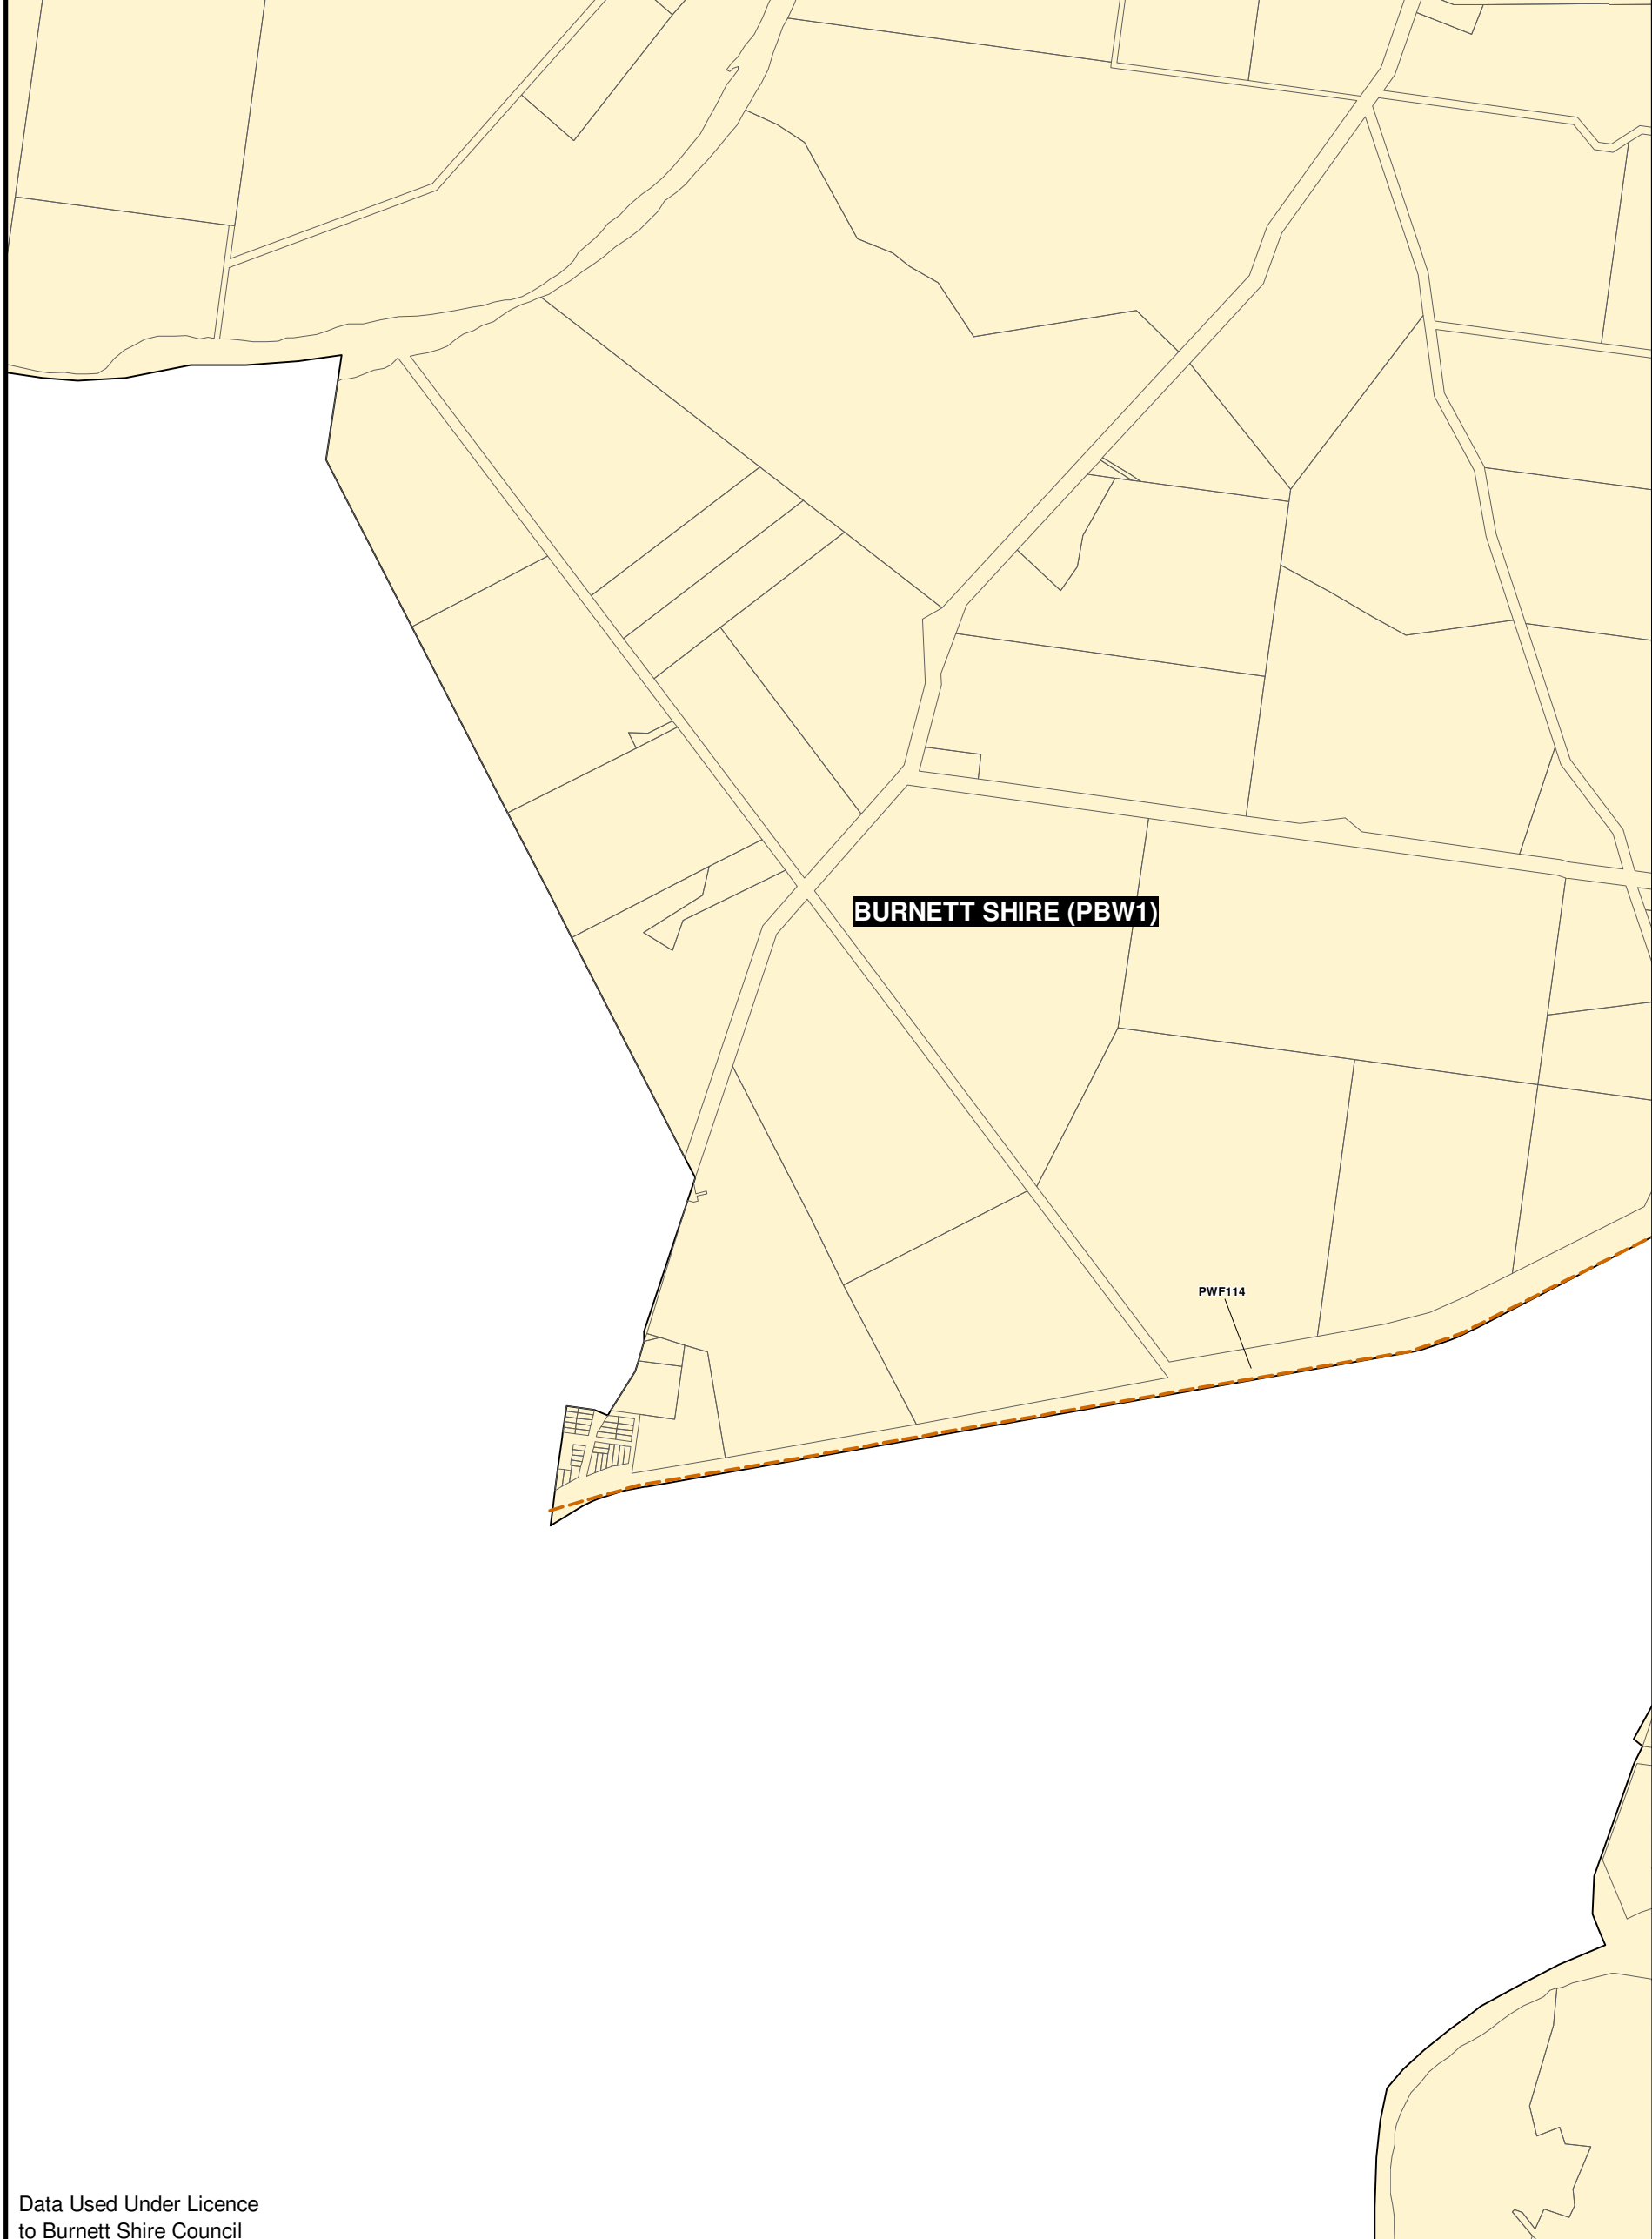 BURNETT SHIRE (PBW1)
PWF114
Data Used Under Licence
to Burnett Shire Council